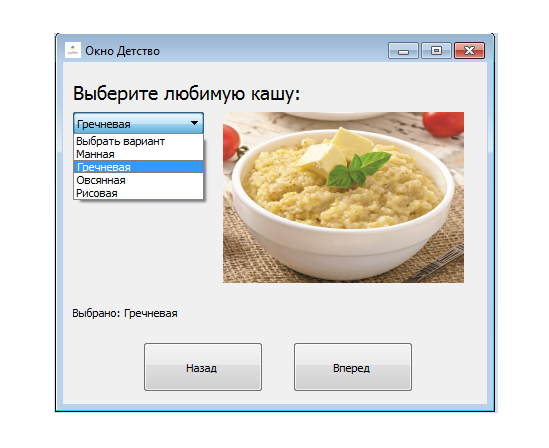 Окно Детство
Выберите любимую кашу:
Гречневая
Выбрать вариант
Манная
Гречневая
Овсянная
Рисовая
Выбрано: Гречневая
Назад
Вперед